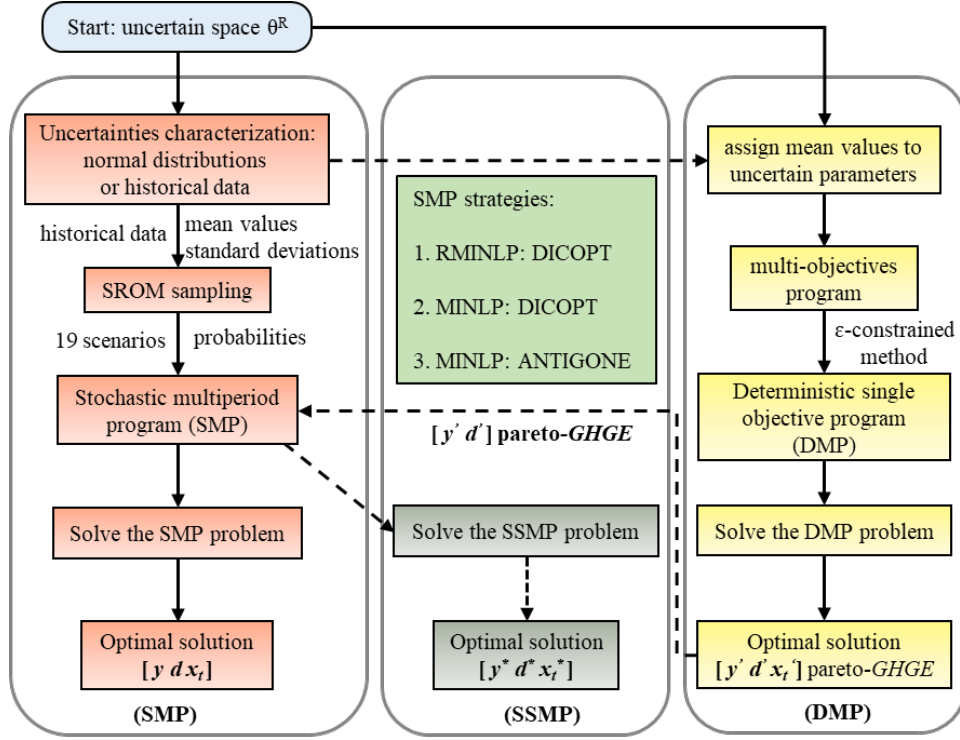 Start: uncertain space θᴿ
Uncertainties characterization:
normal distributions
or historical data
historical data
mean values
standard deviations
SROM sampling
19 scenarios
probabilities
Stochastic multiperiod
program (SMP)
Solve the SMP problem
Optimal solution
[ y d xₜ]
(SMP)
SMP strategies:
1. RMINLP: DICOPT
2. MINLP: DICOPT
3. MINLP: ANTIGONE
[ y' d' ] pareto-GHGE
Solve the SSMP problem
Optimal solution
[y* d* xₜ*]
(SSMP)
assign mean values to
uncertain parameters
multi-objectives
program
ε-constrained
method
Deterministic single
objective program
(DMP)
Solve the DMP problem
Optimal solution
[ y' d' xₜ'] pareto-GHGE
(DMP)